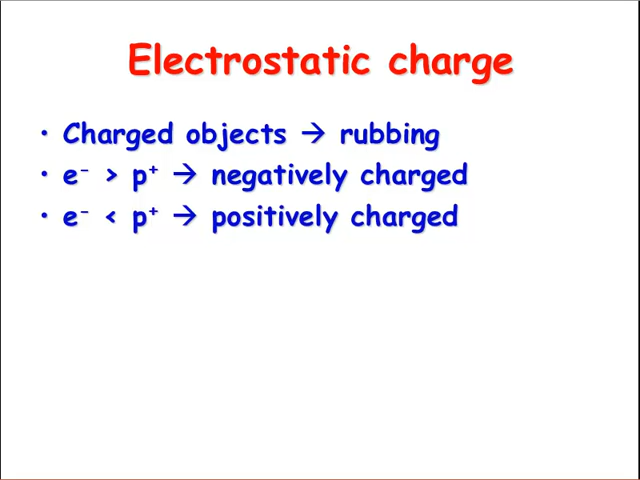 Electrostatic charge
• Charged objects → rubbing
• e⁻ > p⁺ → negatively charged
• e⁻ < p⁺ → positively charged